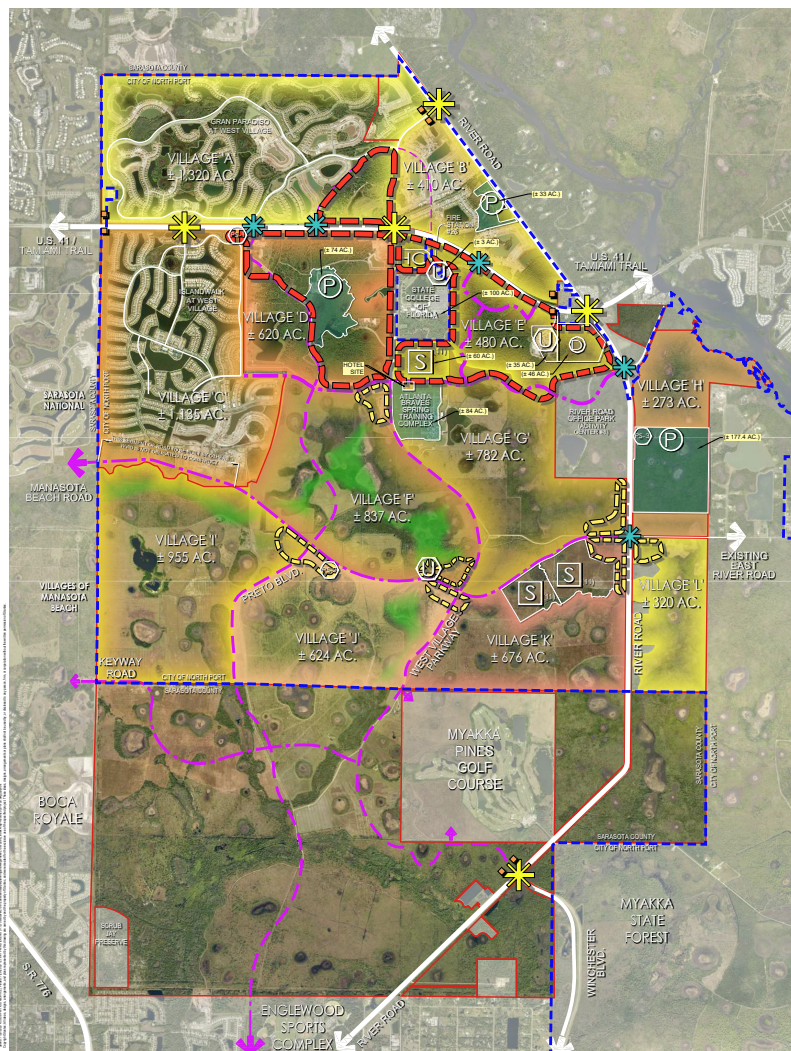 SARASOTA COUNTY
CITY OF NORTH PORT
GRAN PARADISO
AT WEST VILLAGE
RIVER ROAD
VILLAGE 'A'
± 1,320 AC.
VILLAGE 'B'
± 410 AC.
P
(± 33 AC.)
FIRE
STATION
U.S. 41 /
TAMIAMI TRAIL
(± 3 AC.)
(± 74 AC.)
P
U
U.S. 41 /
TAMIAMI TRAIL
ISLANDWALK
AT WEST
VILLAGE
STATE
COLLEGE
OF
FLORIDA
(± 100 AC.)
VILLAGE 'D'
± 620 AC.
VILLAGE 'E'
± 480 AC.
U
S
(± 60 AC.)
HOTEL
SITE
(± 35 AC.)
(± 46 AC.)
SARASOTA
NATIONAL
SARASOTA COUNTY
CITY OF NORTH PORT
VILLAGE 'C'
± 1,135 AC.
ATLANTA
BRAVES
SPRING
TRAINING
COMPLEX
(± 84 AC.)
RIVER ROAD
OFFICE PARK
(ACTIVITY
VILLAGE 'H'
± 273 AC.
VILLAGE 'G'
± 782 AC.
P
(± 177.4 AC.)
MANASOTA
BEACH ROAD
VILLAGE 'F'
± 837 AC.
VILLAGE 'I'
± 955 AC.
EXISTING
EAST
RIVER ROAD
VILLAGES OF
MANASOTA
BEACH
PRETO BLVD.
S
S
VILLAGE 'L'
± 320 AC.
VILLAGE 'J'
± 624 AC.
WEST VILLAGES
PARKWAY
VILLAGE 'K'
± 676 AC.
RIVER ROAD
KEYWAY
ROAD
CITY OF NORTH PORT
SARASOTA COUNTY
MYAKKA
PINES
GOLF
COURSE
SARASOTA COUNTY
CITY OF NORTH PORT
BOCA
ROYALE
SARASOTA COUNTY
CITY OF NORTH PORT
MYAKKA
STATE
FOREST
SCRUB
JAY
PRESERVE
WINCHESTER
BLVD.
S.R. 776
ENGLEWOOD
SPORTS
COMPLEX
RIVER ROAD